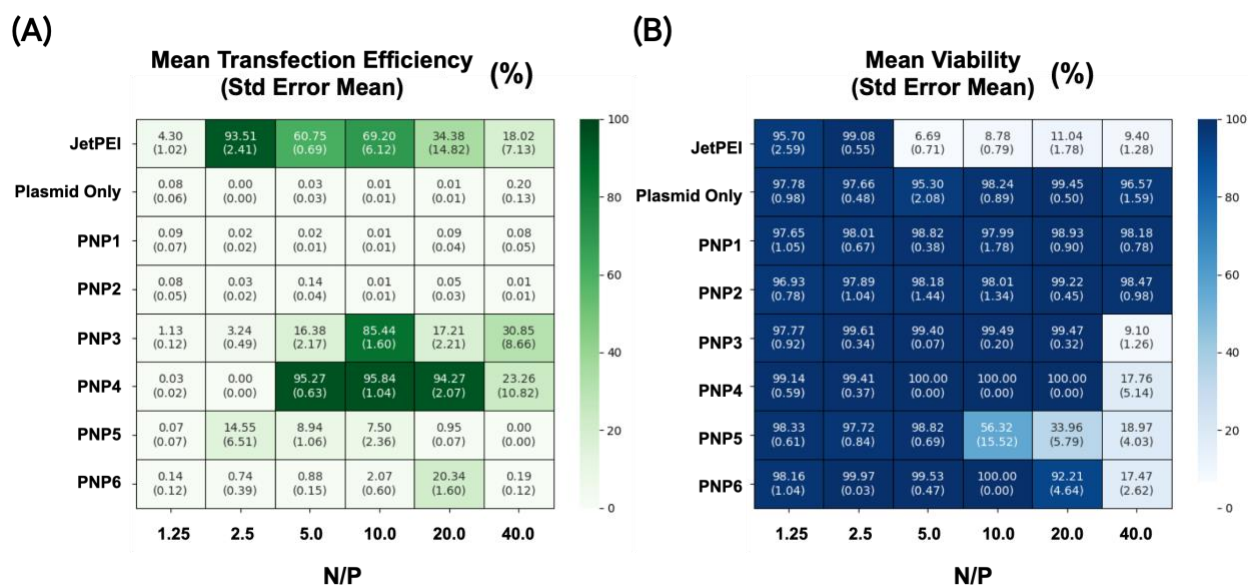 (A)
Mean Transfection Efficiency
(Std Error Mean)
(%)
JetPEI
4.30 93.51 60.75 69.20 34.38 18.02
(1.02) (2.41) (0.69) (6.12) (14.82) (7.13)
Plasmid Only
0.08 0.00 0.03 0.01 0.01 0.20
(0.06) (0.00) (0.03) (0.01) (0.01) (0.13)
PNP1
0.09 0.02 0.02 0.01 0.09 0.08
(0.07) (0.02) (0.01) (0.01) (0.04) (0.05)
PNP2
0.08 0.03 0.14 0.01 0.05 0.01
(0.05) (0.02) (0.04) (0.01) (0.03) (0.01)
PNP3
1.13 3.24 16.38 85.44 17.21 30.85
(0.12) (0.49) (2.17) (1.60) (2.21) (8.66)
PNP4
0.03 0.00 95.27 95.84 94.27 23.26
(0.02) (0.00) (0.63) (1.04) (2.07) (10.82)
PNP5
0.07 14.55 8.94 7.50 0.95 0.00
(0.07) (6.51) (1.06) (2.36) (0.07) (0.00)
PNP6
0.14 0.74 0.88 2.07 20.34 0.19
(0.12) (0.39) (0.15) (0.60) (1.60) (0.12)
1.25 2.5 5.0 10.0 20.0 40.0
N/P
100
80
60
40
20
0
(B)
Mean Viability
(Std Error Mean)
(%)
JetPEI
95.70 99.08 6.69 8.78 11.04 9.40
(2.59) (0.55) (0.71) (0.79) (1.78) (1.28)
Plasmid Only
97.78 97.66 95.30 98.24 99.45 96.57
(0.98) (0.48) (2.08) (0.89) (0.50) (1.59)
PNP1
97.65 98.01 98.82 97.99 98.93 98.18
(1.05) (0.67) (0.38) (1.78) (0.90) (0.78)
PNP2
96.93 97.89 98.18 98.01 99.22 98.47
(0.78) (1.04) (1.44) (1.34) (0.45) (0.98)
PNP3
97.77 99.61 99.40 99.49 99.47 9.10
(0.92) (0.34) (0.07) (0.20) (0.32) (1.26)
PNP4
99.14 99.41 100.00 100.00 100.00 17.76
(0.59) (0.37) (0.00) (0.00) (0.00) (5.14)
PNP5
98.33 97.72 98.82 56.32 33.96 18.97
(0.61) (0.84) (0.69) (15.52) (5.79) (4.03)
PNP6
98.16 99.97 99.53 100.00 92.21 17.47
(1.04) (0.03) (0.47) (0.00) (4.64) (2.62)
1.25 2.5 5.0 10.0 20.0 40.0
N/P
100
80
60
40
20
0